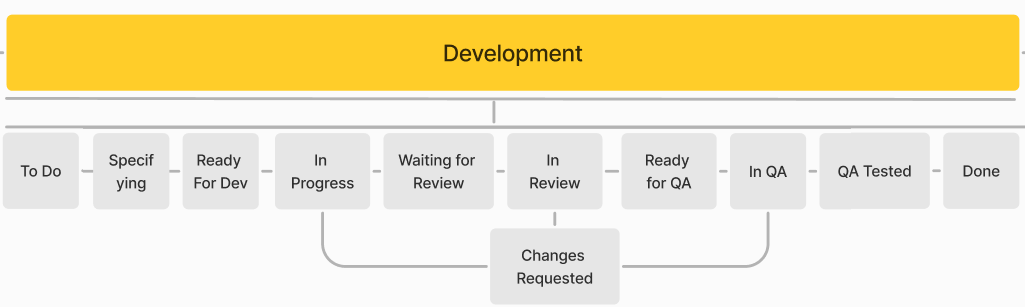 Development
To Do
Specif
ying
Ready
For Dev
In
Progress
Waiting for
Review
In
Review
Ready
for QA
In QA
QA Tested
Done
Changes
Requested